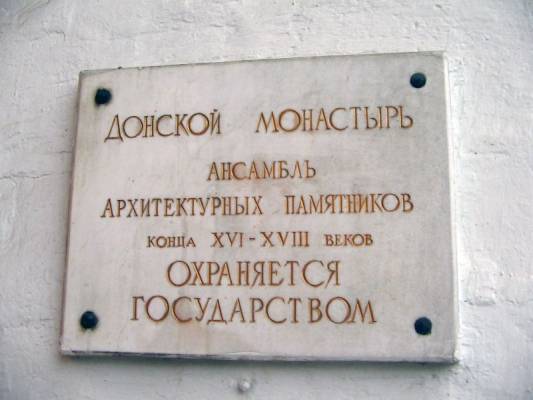 ДОНСКОЙ МОНАСТЫРЬ
АНСАМБЛЬ
АРХИТЕКТУРНЫХ ПАМЯТНИКОВ
КОНЦА XVI-XVIII ВЕКОВ
ОХРАНЯЕТСЯ
ГОСУДАРСТВОМ